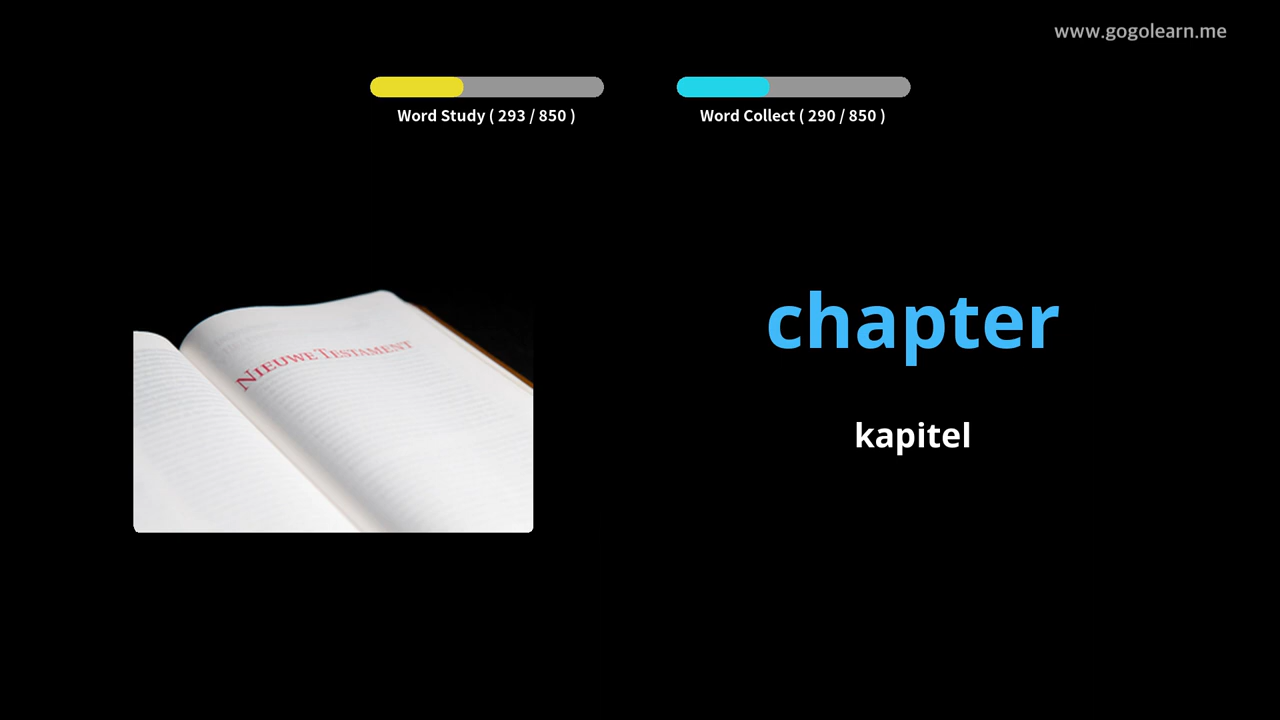 www.gogolearn.me
Word Study ( 293 / 850 )
Word Collect ( 290 / 850 )
NIEUWE TESTAMENT
chapter
kapitel